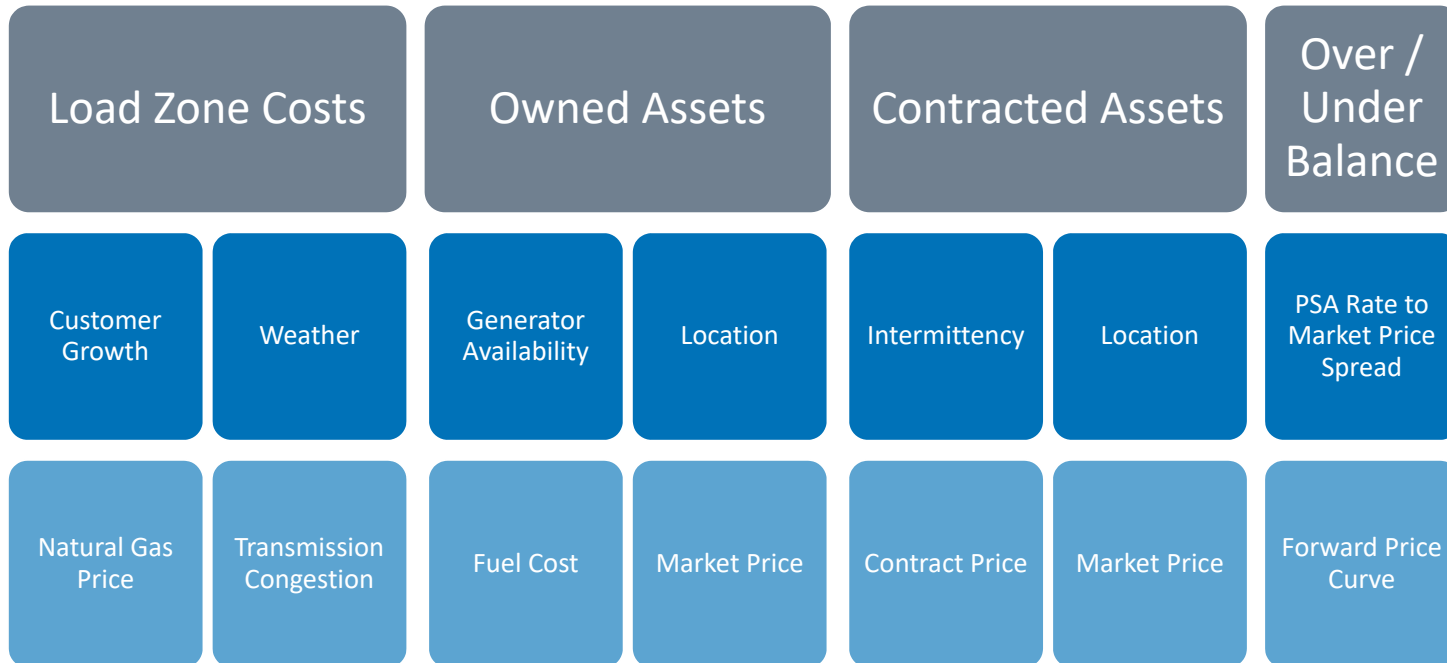 Load Zone Costs
Owned Assets
Contracted Assets
Over /
Under
Balance
Customer
Growth
Weather
Generator
Availability
Location
Intermittency
Location
PSA Rate to
Market Price
Spread
Natural Gas
Price
Transmission
Congestion
Fuel Cost
Market Price
Contract Price
Market Price
Forward Price
Curve